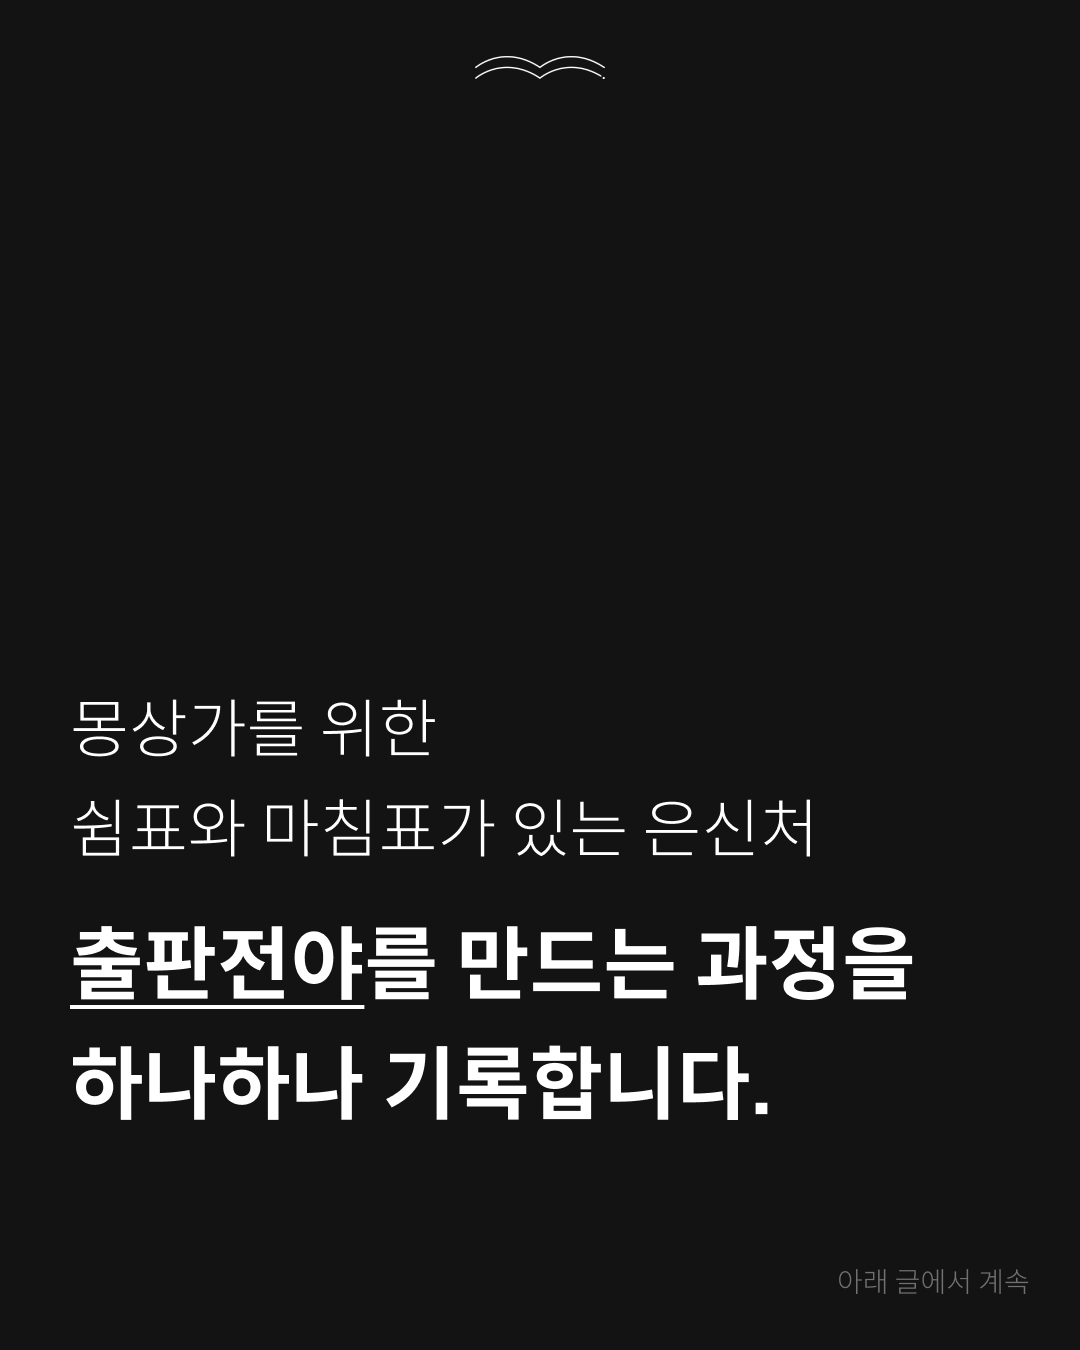 몽상가를 위한
쉼표와 마침표가 있는 은신처
출판전야를 만드는 과정을
하나하나 기록합니다.
아래 글에서 계속